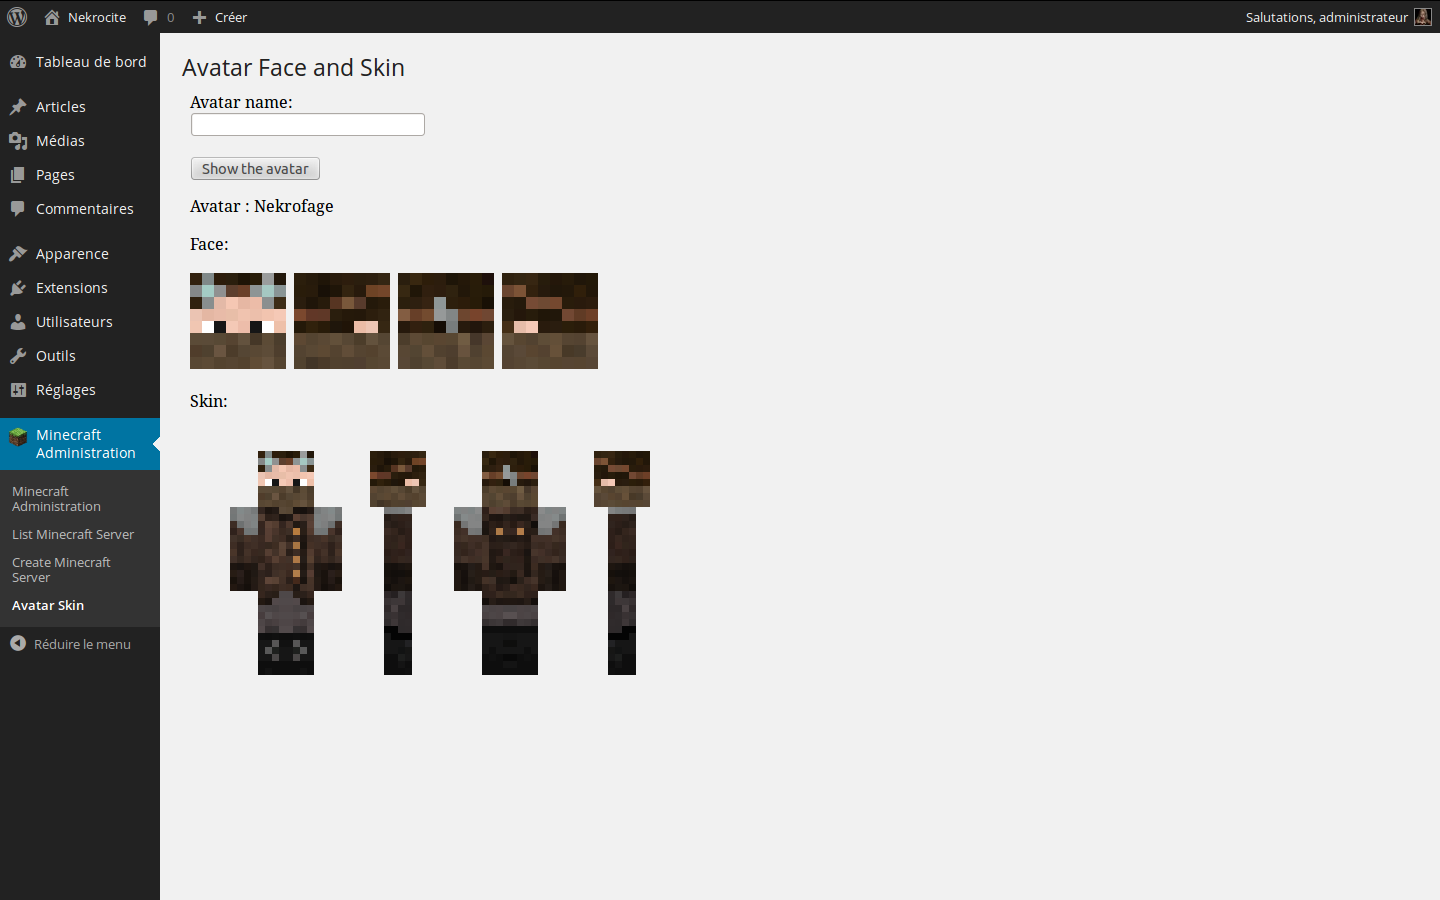 Nekrocite
0
Créer
Salutations, administrateur
Tableau de bord
Articles
Médias
Pages
Commentaires
Apparence
Extensions
Utilisateurs
Outils
Réglages
Minecraft
Administration
Minecraft
Administration
List Minecraft Server
Create Minecraft
Server
Avatar Skin
Réduire le menu
Avatar Face and Skin
Avatar name:
Show the avatar
Avatar : Nekrofage
Face:
Skin: